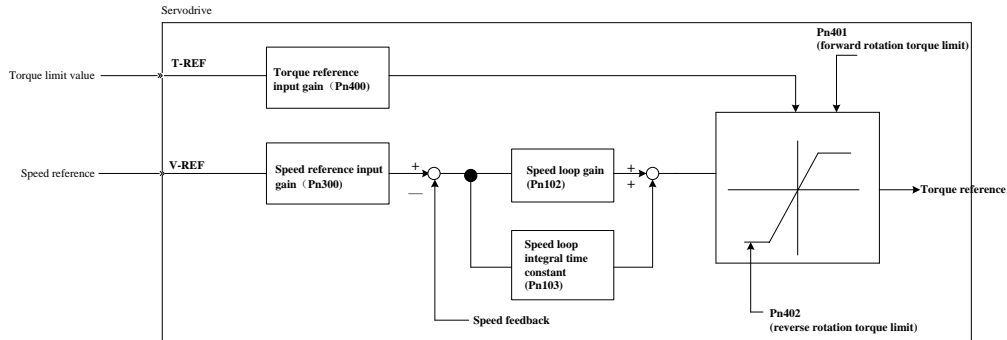 Servodrive
Pn401
(forward rotation torque limit)
T-REF
Torque limit value
Torque reference
input gain（Pn400）
V-REF
Speed reference
Speed reference input
gain（Pn300）
+
—
Speed loop gain
(Pn102)
+
+
Torque reference
Speed loop
integral time
constant
(Pn103)
Speed feedback
Pn402
(reverse rotation torque limit)